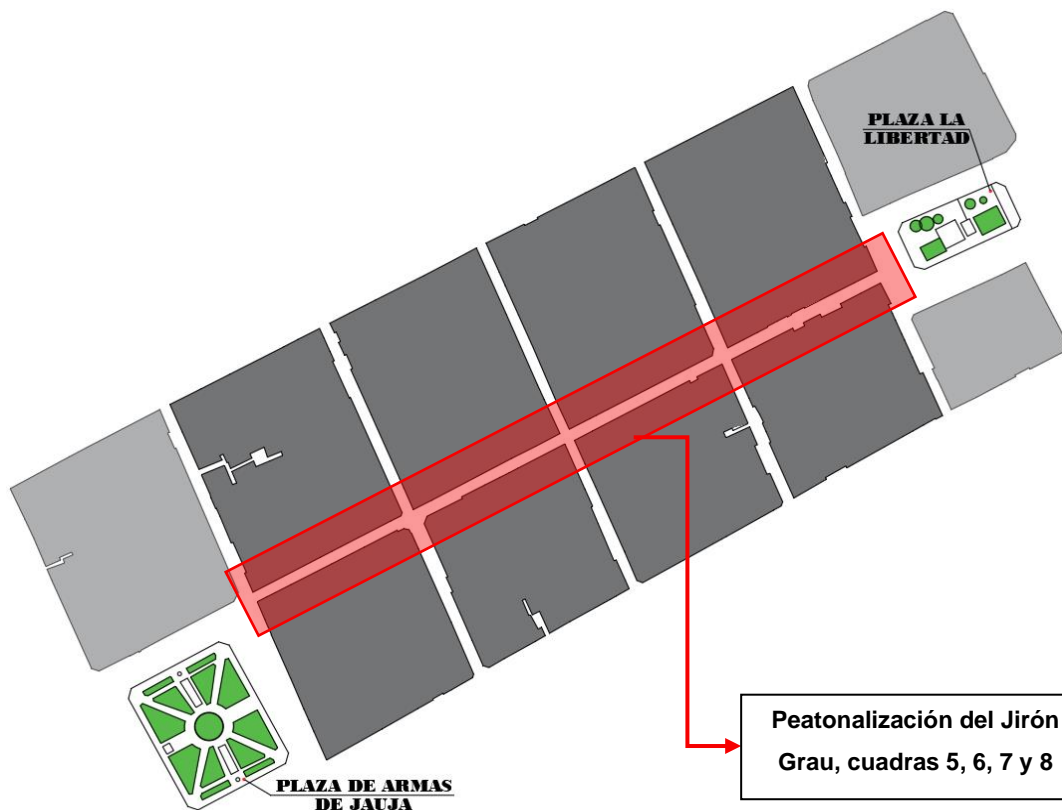 PLAZA LA
LIBERTAD
PLAZA DE ARMAS
DE JAUJA
Peatonalización del Jirón
Grau, cuadras 5, 6, 7 y 8